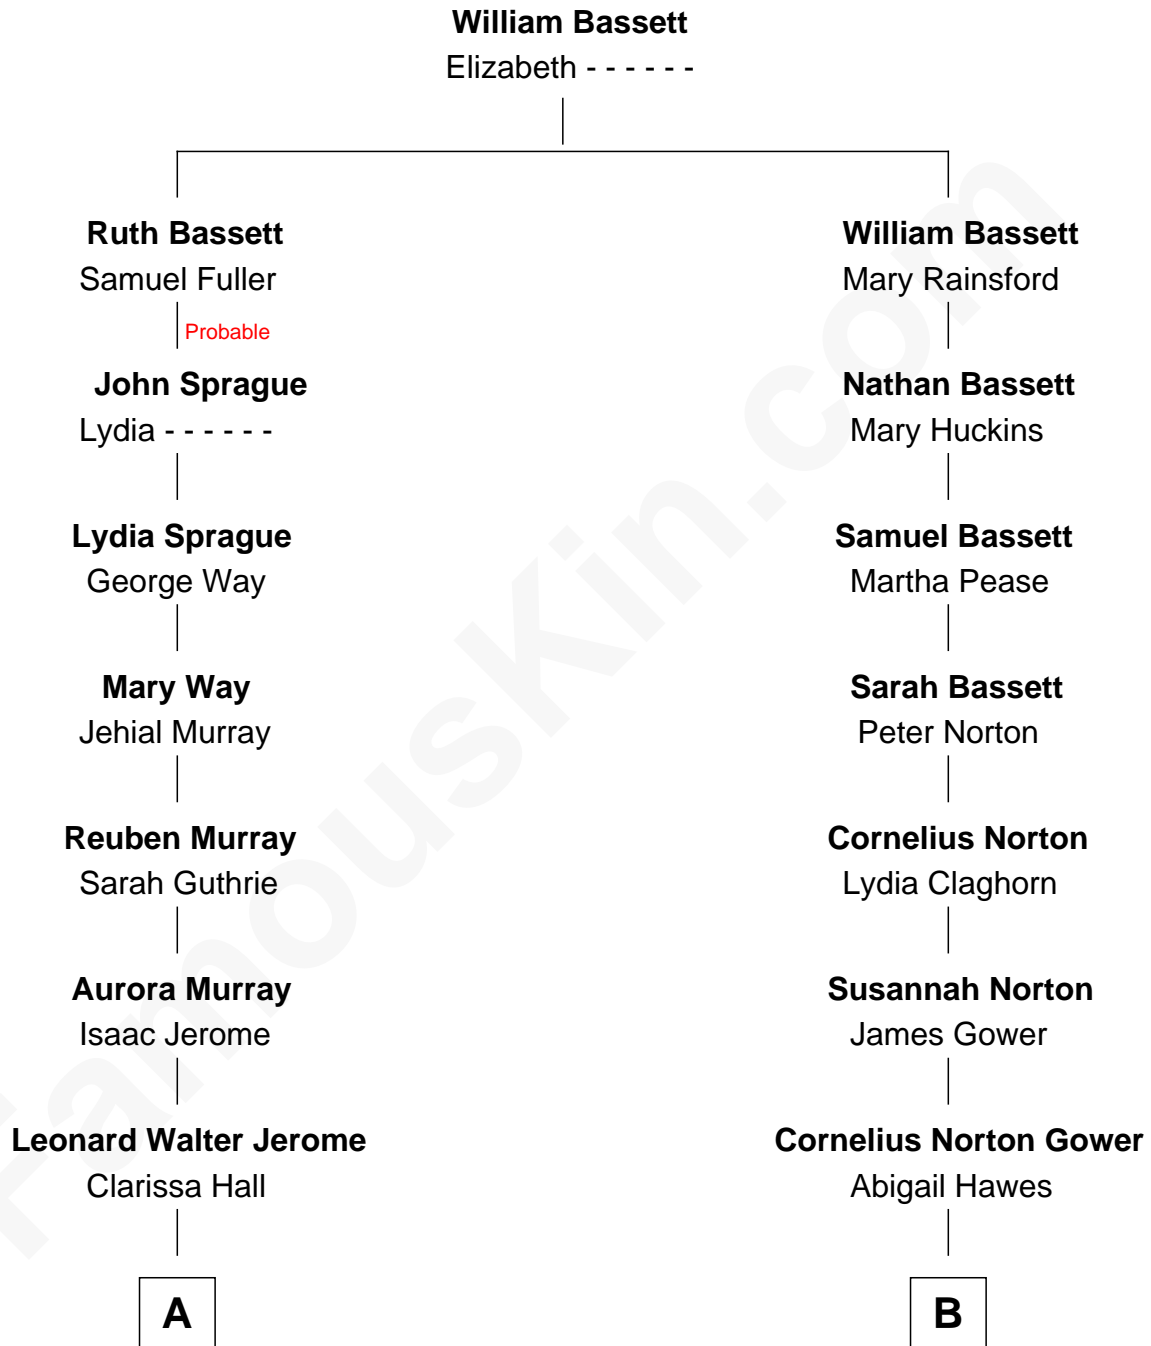 William Bassett
Elizabeth - - - - - -
Ruth Bassett
Samuel Fuller
William Bassett
Mary Rainsford
Probable
John Sprague
Lydia - - - - - -
Nathan Bassett
Mary Huckins
Lydia Sprague
George Way
Samuel Bassett
Martha Pease
Mary Way
Jehial Murray
Sarah Bassett
Peter Norton
Reuben Murray
Sarah Guthrie
Cornelius Norton
Lydia Claghorn
Aurora Murray
Isaac Jerome
Susannah Norton
James Gower
Leonard Walter Jerome
Clarissa Hall
Cornelius Norton Gower
Abigail Hawes
A
B
FamousKin.com